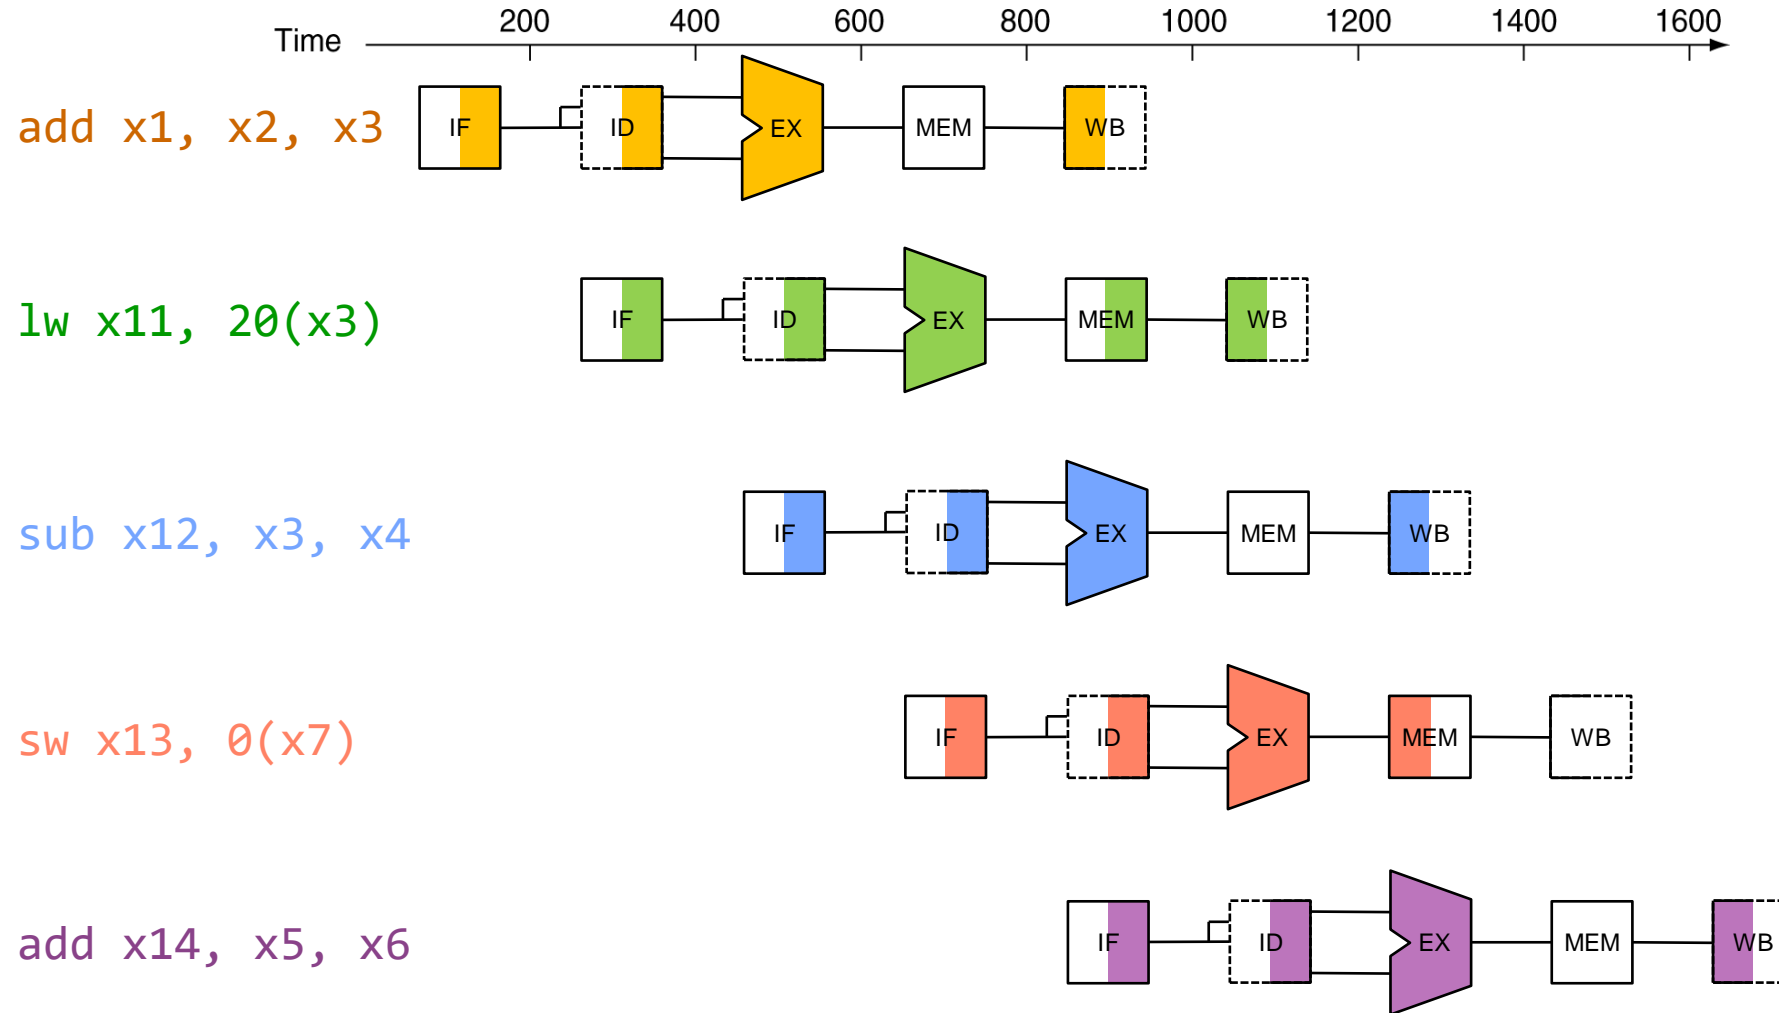 Time 200 400 600 800 1000 1200 1400 1600
add x1, x2, x3 IF ID EX MEM WB
lw x11, 20(x3) IF ID EX MEM WB
sub x12, x3, x4 IF ID EX MEM WB
sw x13, 0(x7) IF ID EX MEM WB
add x14, x5, x6 IF ID EX MEM WB